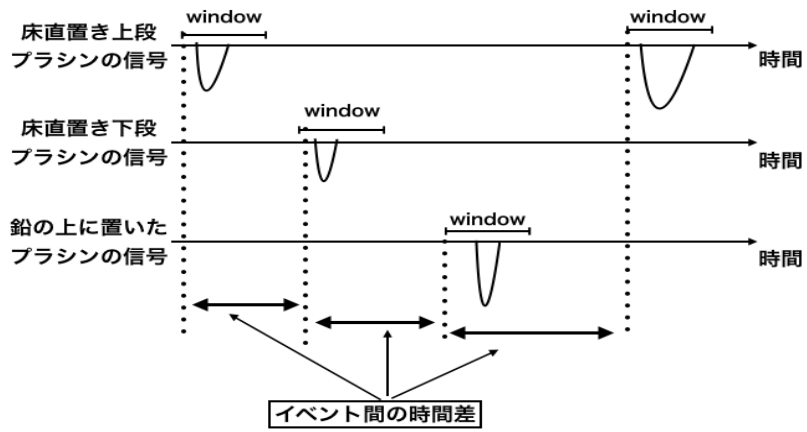 window
window
床直置き上段
プラシンの信号
時間
window
床直置き下段
プラシンの信号
時間
window
鉛の上に置いた
プラシンの信号
時間
イベント間の時間差